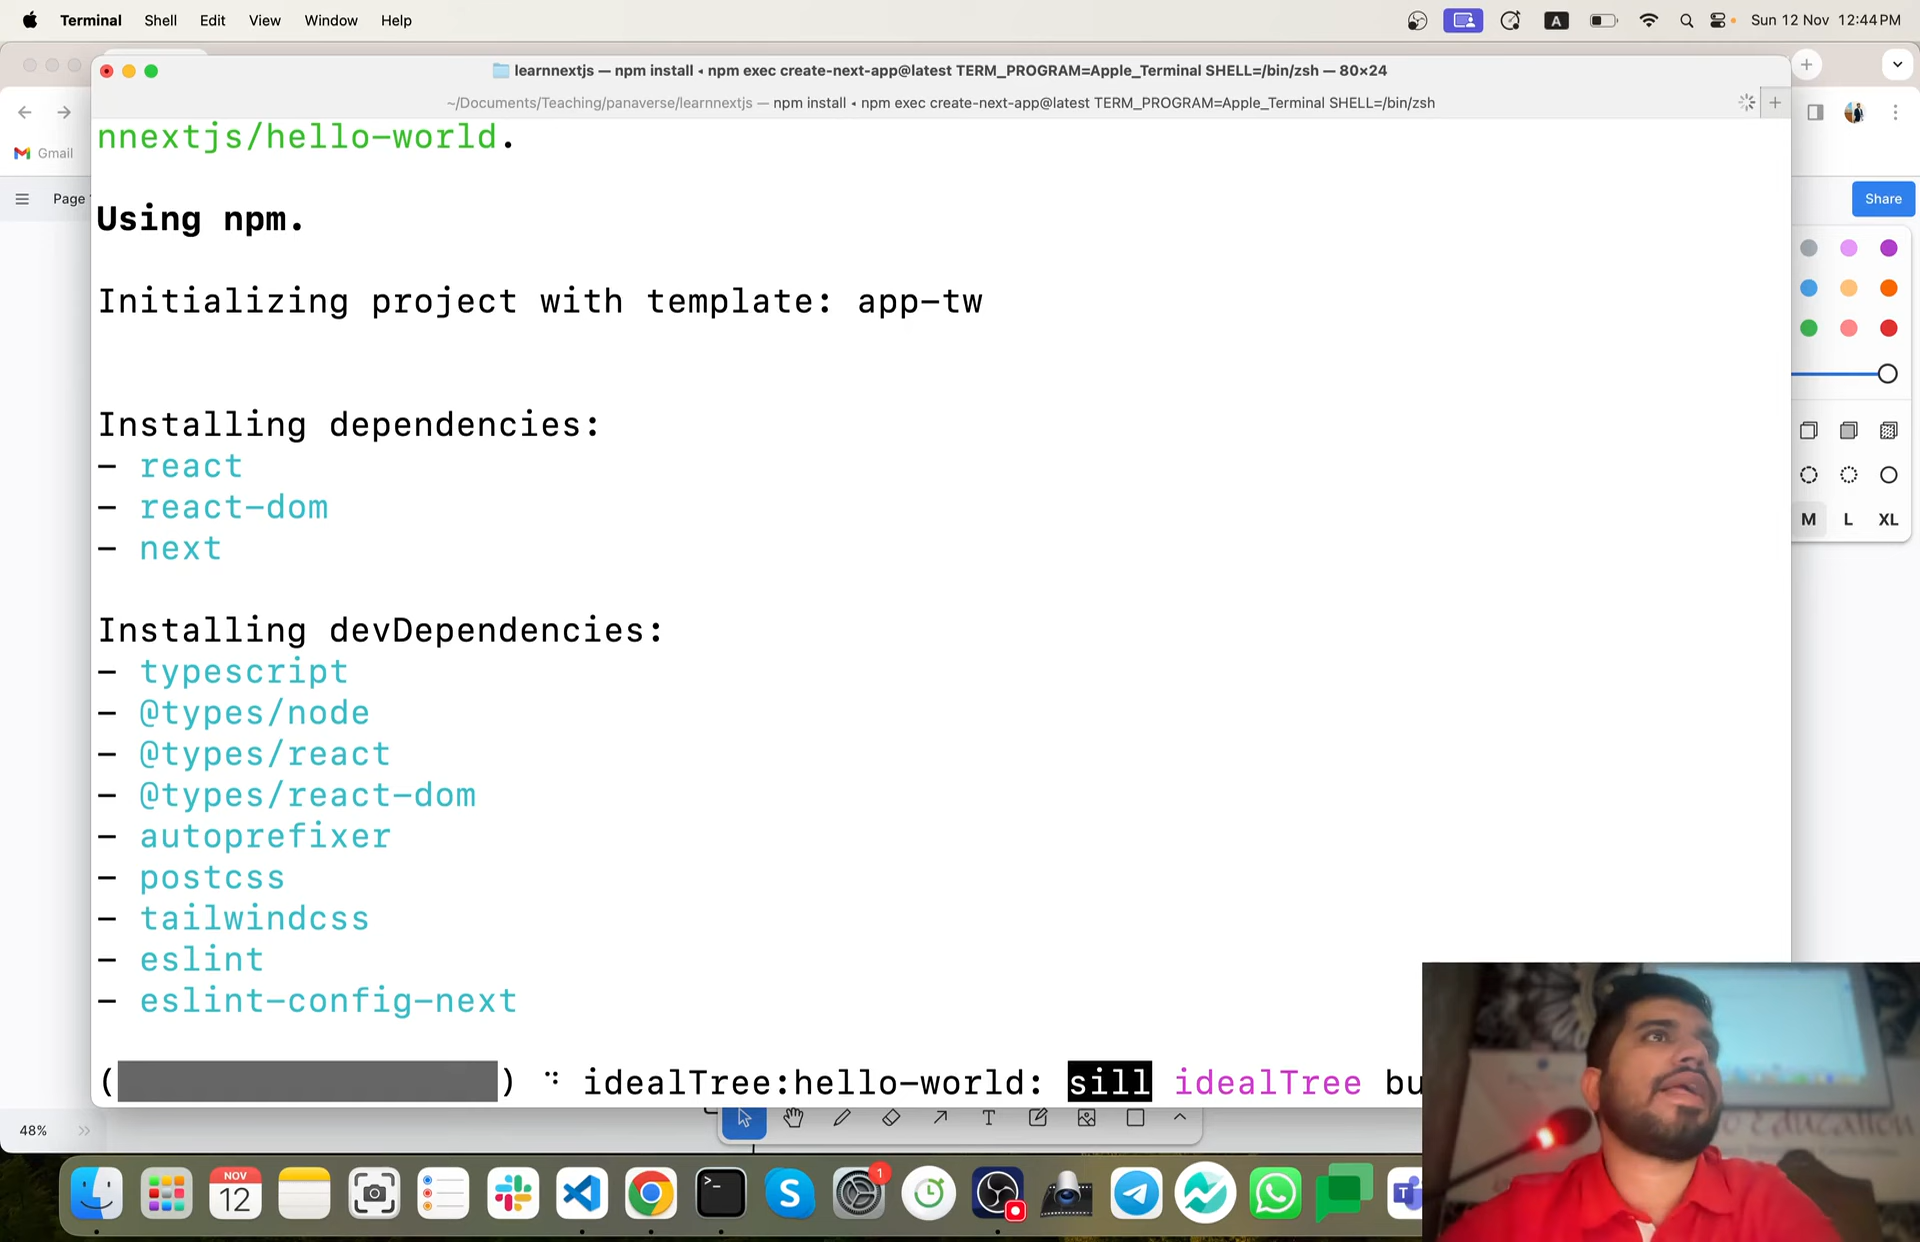 Terminal Shell Edit View Window Help
A Sun 12 Nov 12:44 PM
learnnextjs — npm install ◂ npm exec create-next-app@latest TERM_PROGRAM=Apple_Terminal SHELL=/bin/zsh — 80×24
~/Documents/Teaching/panaverse/learnnextjs — npm install ◂ npm exec create-next-app@latest TERM_PROGRAM=Apple_Terminal SHELL=/bin/zsh
Gmail
Page
Share
nnextjs/hello-world.
Using npm.
Initializing project with template: app-tw
Installing dependencies:
- react
- react-dom
- next
Installing devDependencies:
- typescript
- @types/node
- @types/react
- @types/react-dom
- autoprefixer
- postcss
- tailwindcss
- eslint
- eslint-config-next
( ) ⠙ idealTree:hello-world: sill idealTree bu
M L XL
48%
NOV
12
1